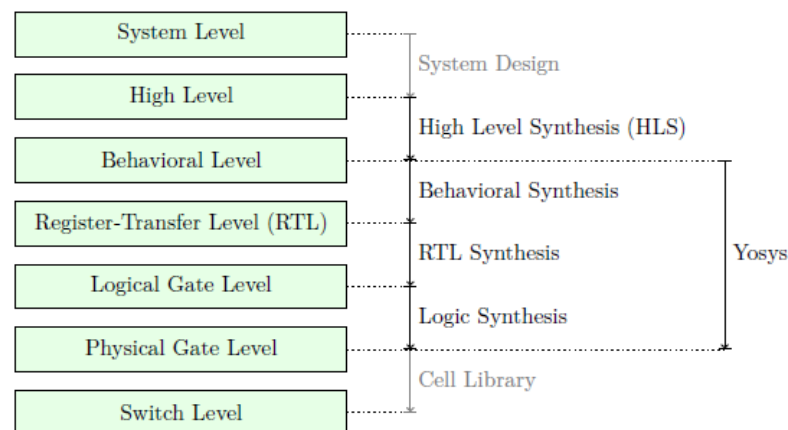 System Level
System Design
High Level
High Level Synthesis (HLS)
Behavioral Level
Behavioral Synthesis
Register-Transfer Level (RTL)
RTL Synthesis
Yosys
Logical Gate Level
Logic Synthesis
Physical Gate Level
Cell Library
Switch Level